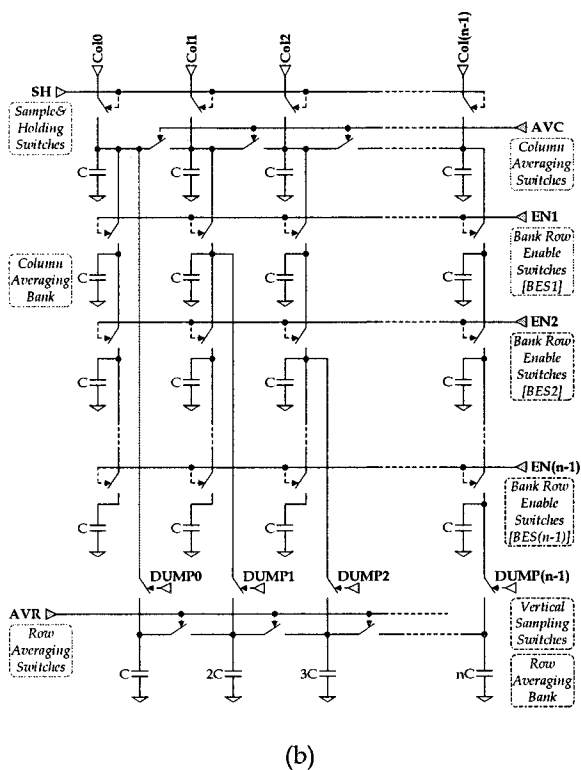 Col0 Col1 Col2 Col(n-1)
SH
Sample&
Holding
Switches
AVC
Column
Averaging
Switches
C C C C
EN1
Bank Row
Enable
Switches
[BES1]
Column
Averaging
Bank
C C C C
EN2
Bank Row
Enable
Switches
[BES2]
C C C C
EN(n-1)
Bank Row
Enable
Switches
[BES(n-1)]
C C C C
DUMP0 DUMP1 DUMP2 DUMP(n-1)
AVR
Row
Averaging
Switches
Vertical
Sampling
Switches
C 2C 3C nC
Row
Averaging
Bank
(b)